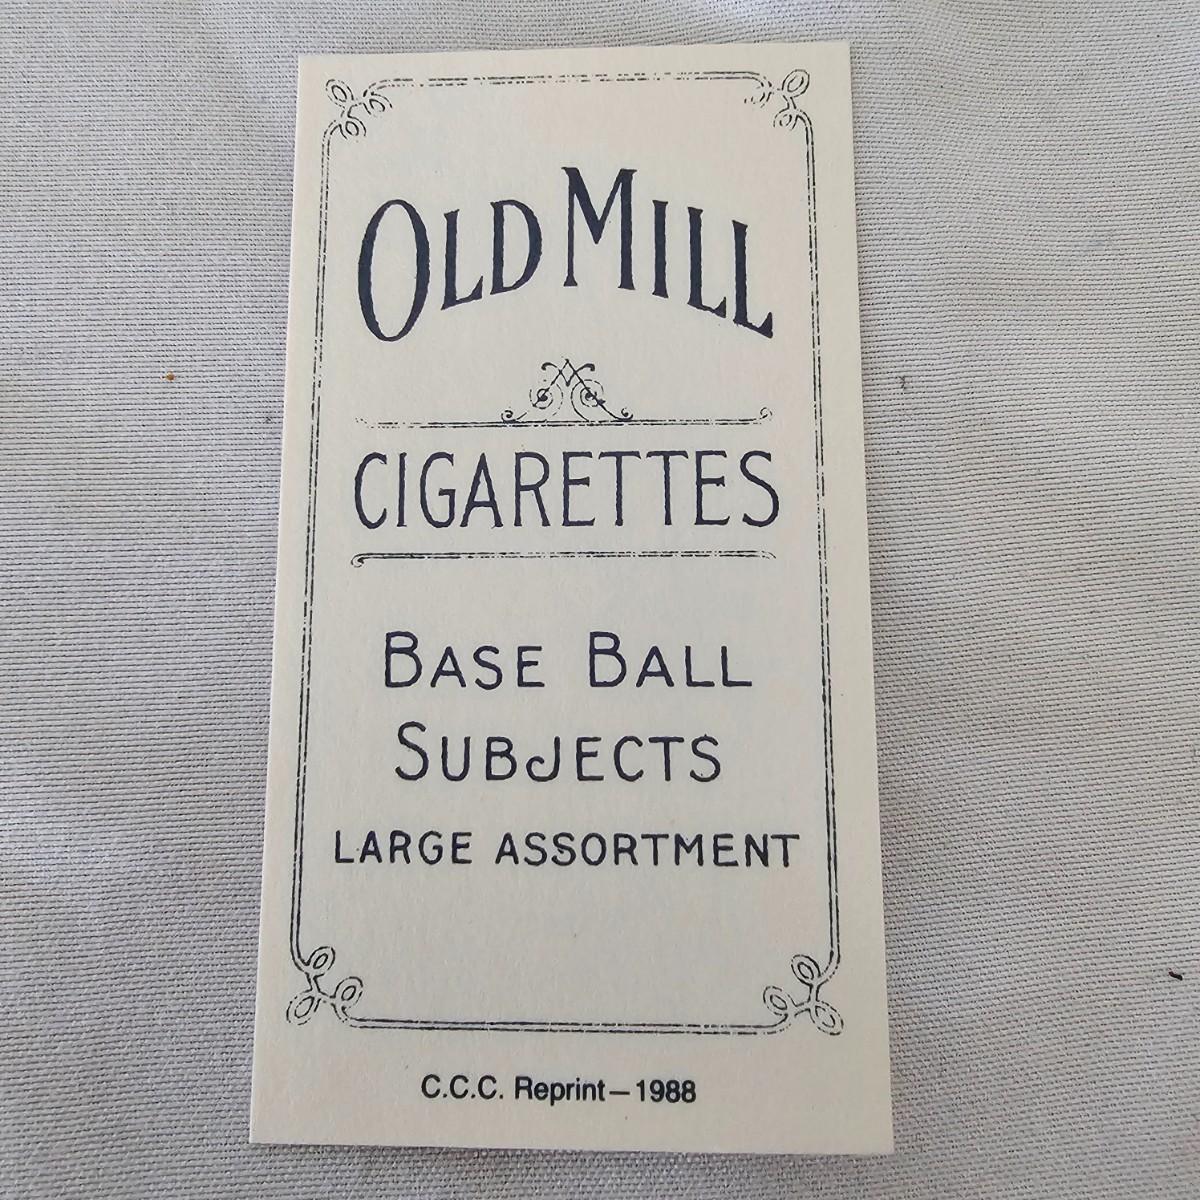 OLD MILL
CIGARETTES
BASE BALL
SUBJECTS
LARGE ASSORTMENT
C.C.C. Reprint—1988